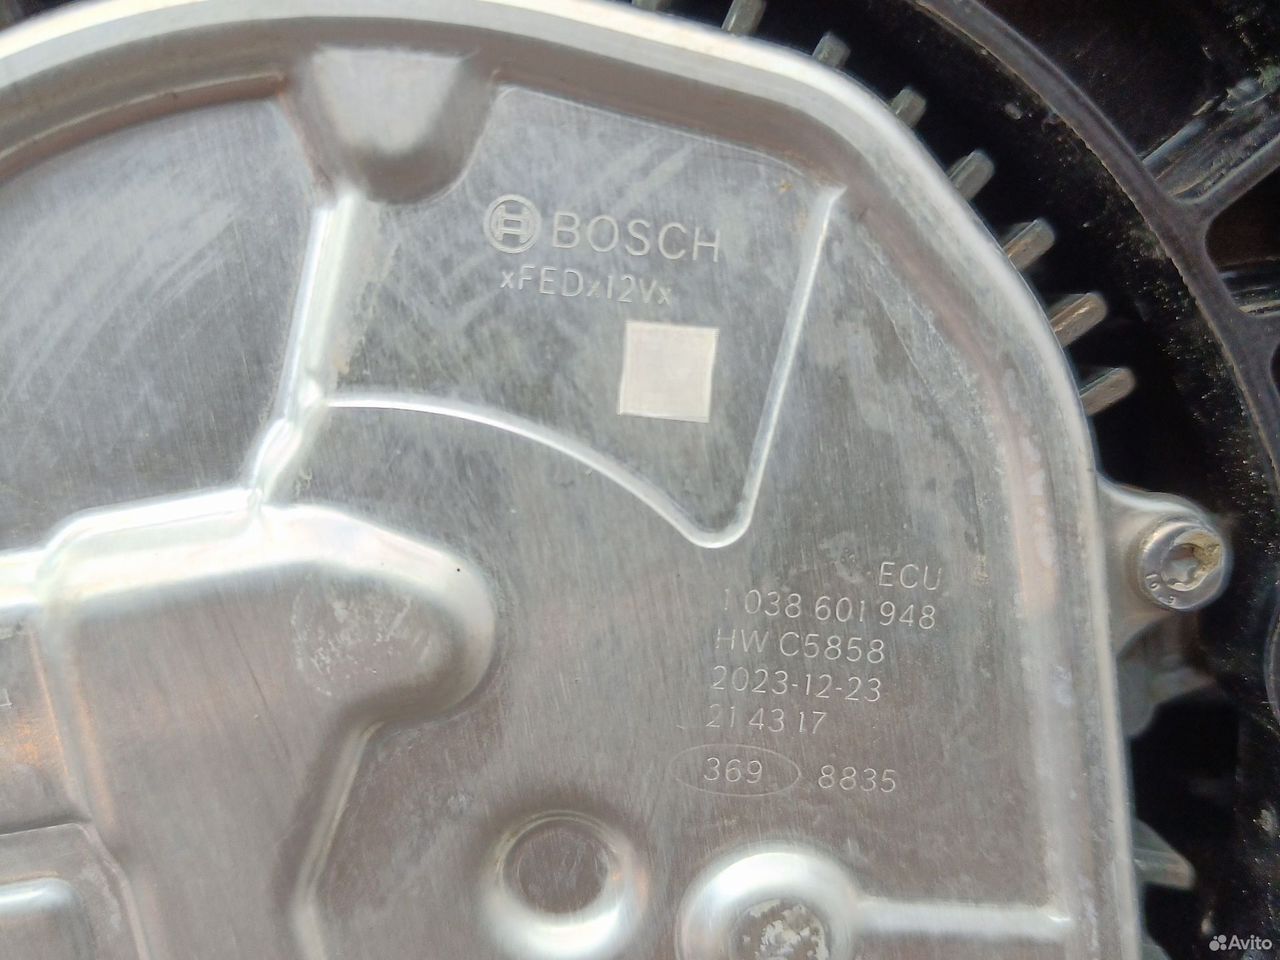 BOSCH
xFEDx12Vx
ECU
1 038 601 948
HW C5858
2023-12-23
21 43 17
369 8835
Avito